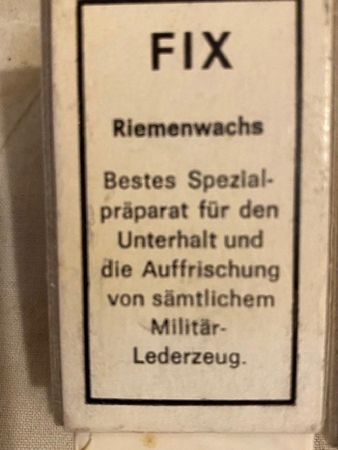 FIX
Riemenwachs
Bestes Spezial-
präparat für den
Unterhalt und
die Auffrischung
von sämtlichem
Militär-
Lederzeug.